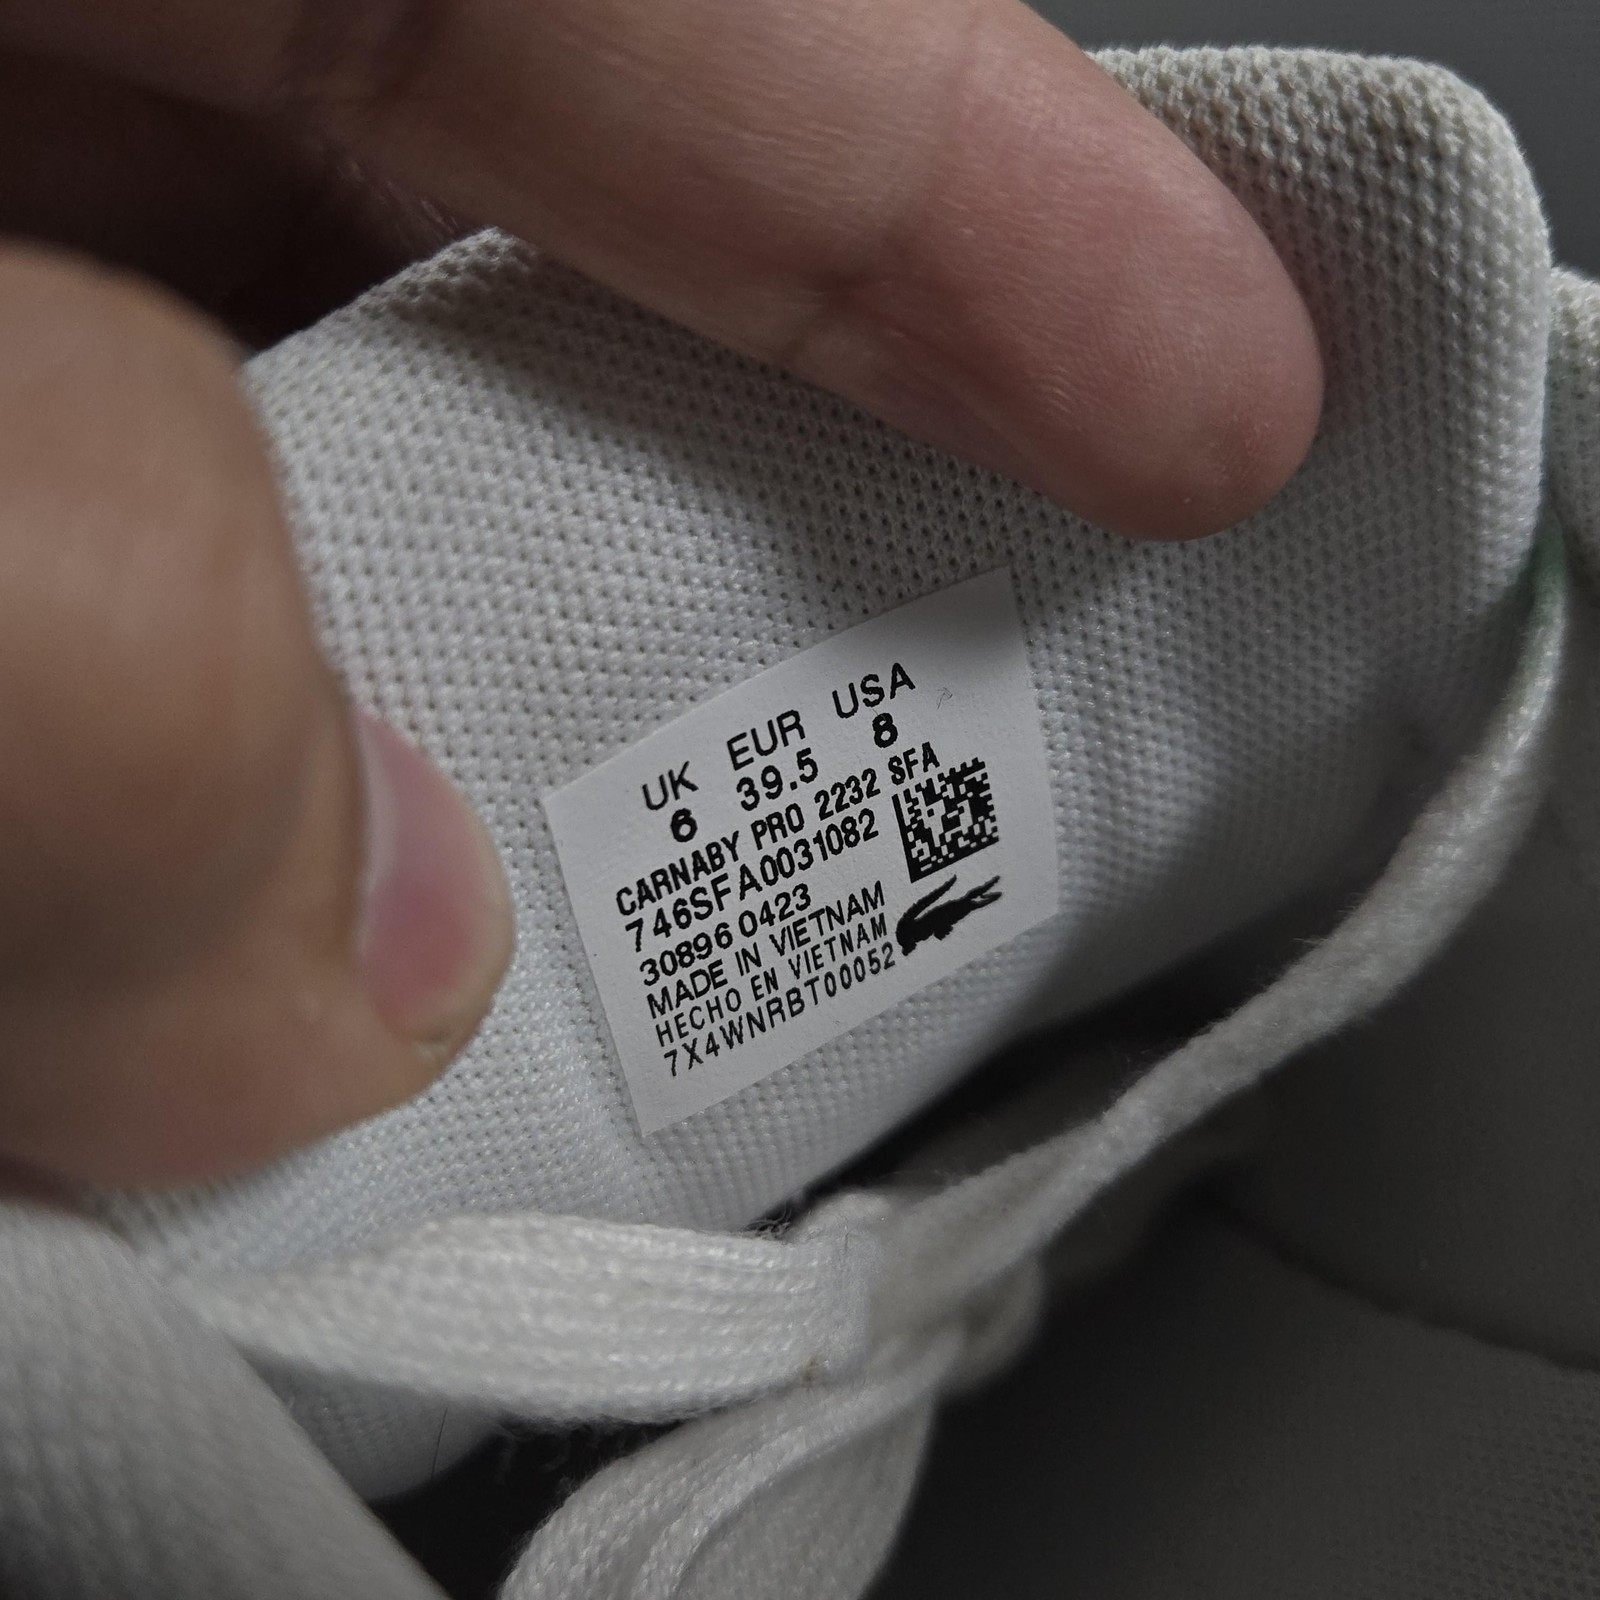 UK EUR USA
6 39.5 8
CARNABY PRO 2232 SFA
746SFA0031082
30896 0423
MADE IN VIETNAM
HECHO EN VIETNAM
7X4WNRBT00052